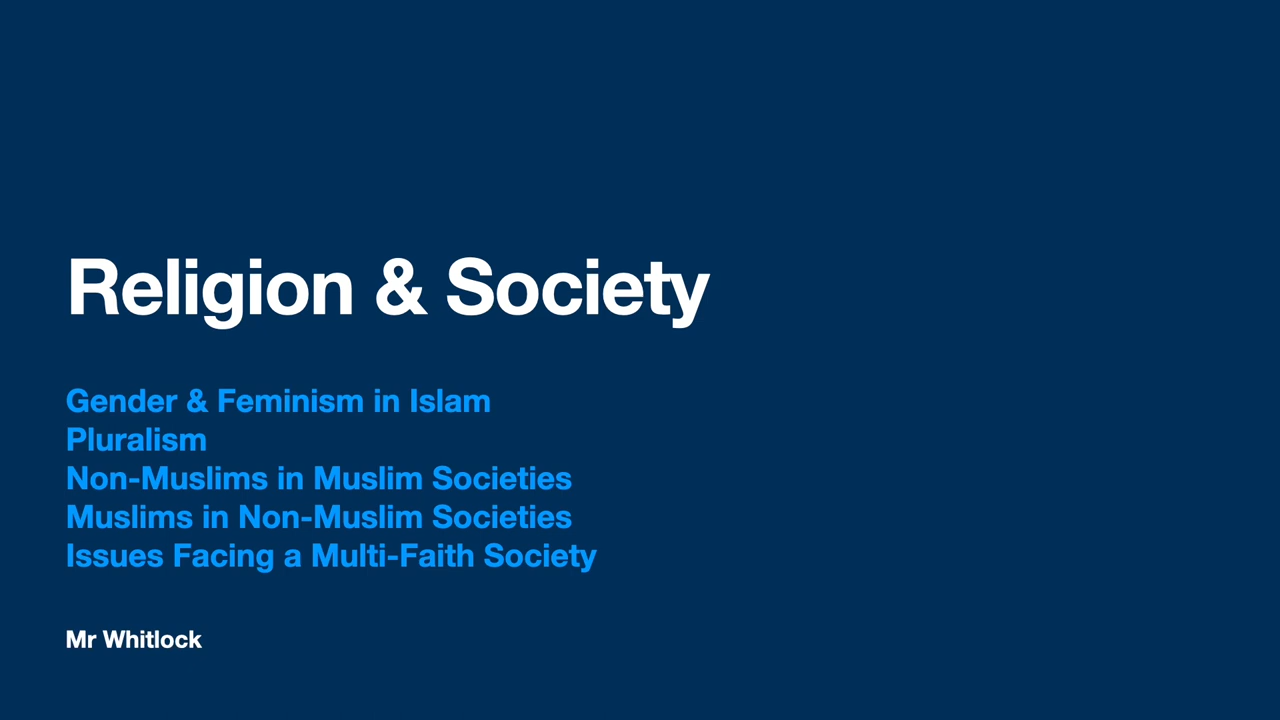 Religion & Society
Gender & Feminism in Islam
Pluralism
Non-Muslims in Muslim Societies
Muslims in Non-Muslim Societies
Issues Facing a Multi-Faith Society
Mr Whitlock